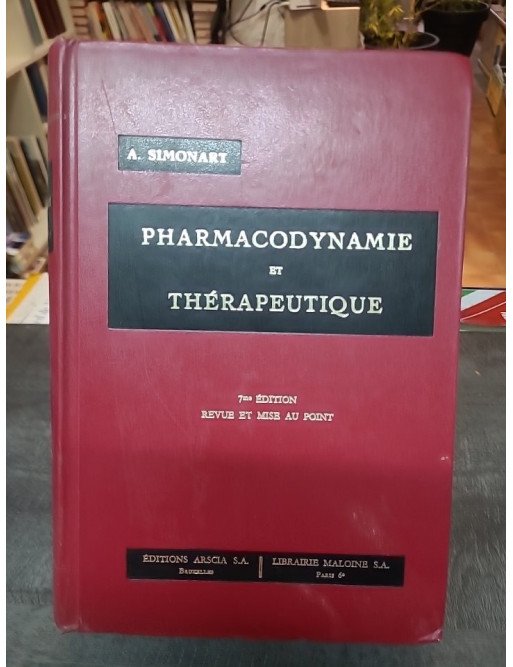 A. SIMONART
PHARMACODYNAMIE
ET
THÉRAPEUTIQUE
7me ÉDITION
REVUE ET MISE AU POINT
ÉDITIONS ARSCIA S.A.
BRUXELLES
LIBRAIRIE MALOINE S.A.
PARIS 6e